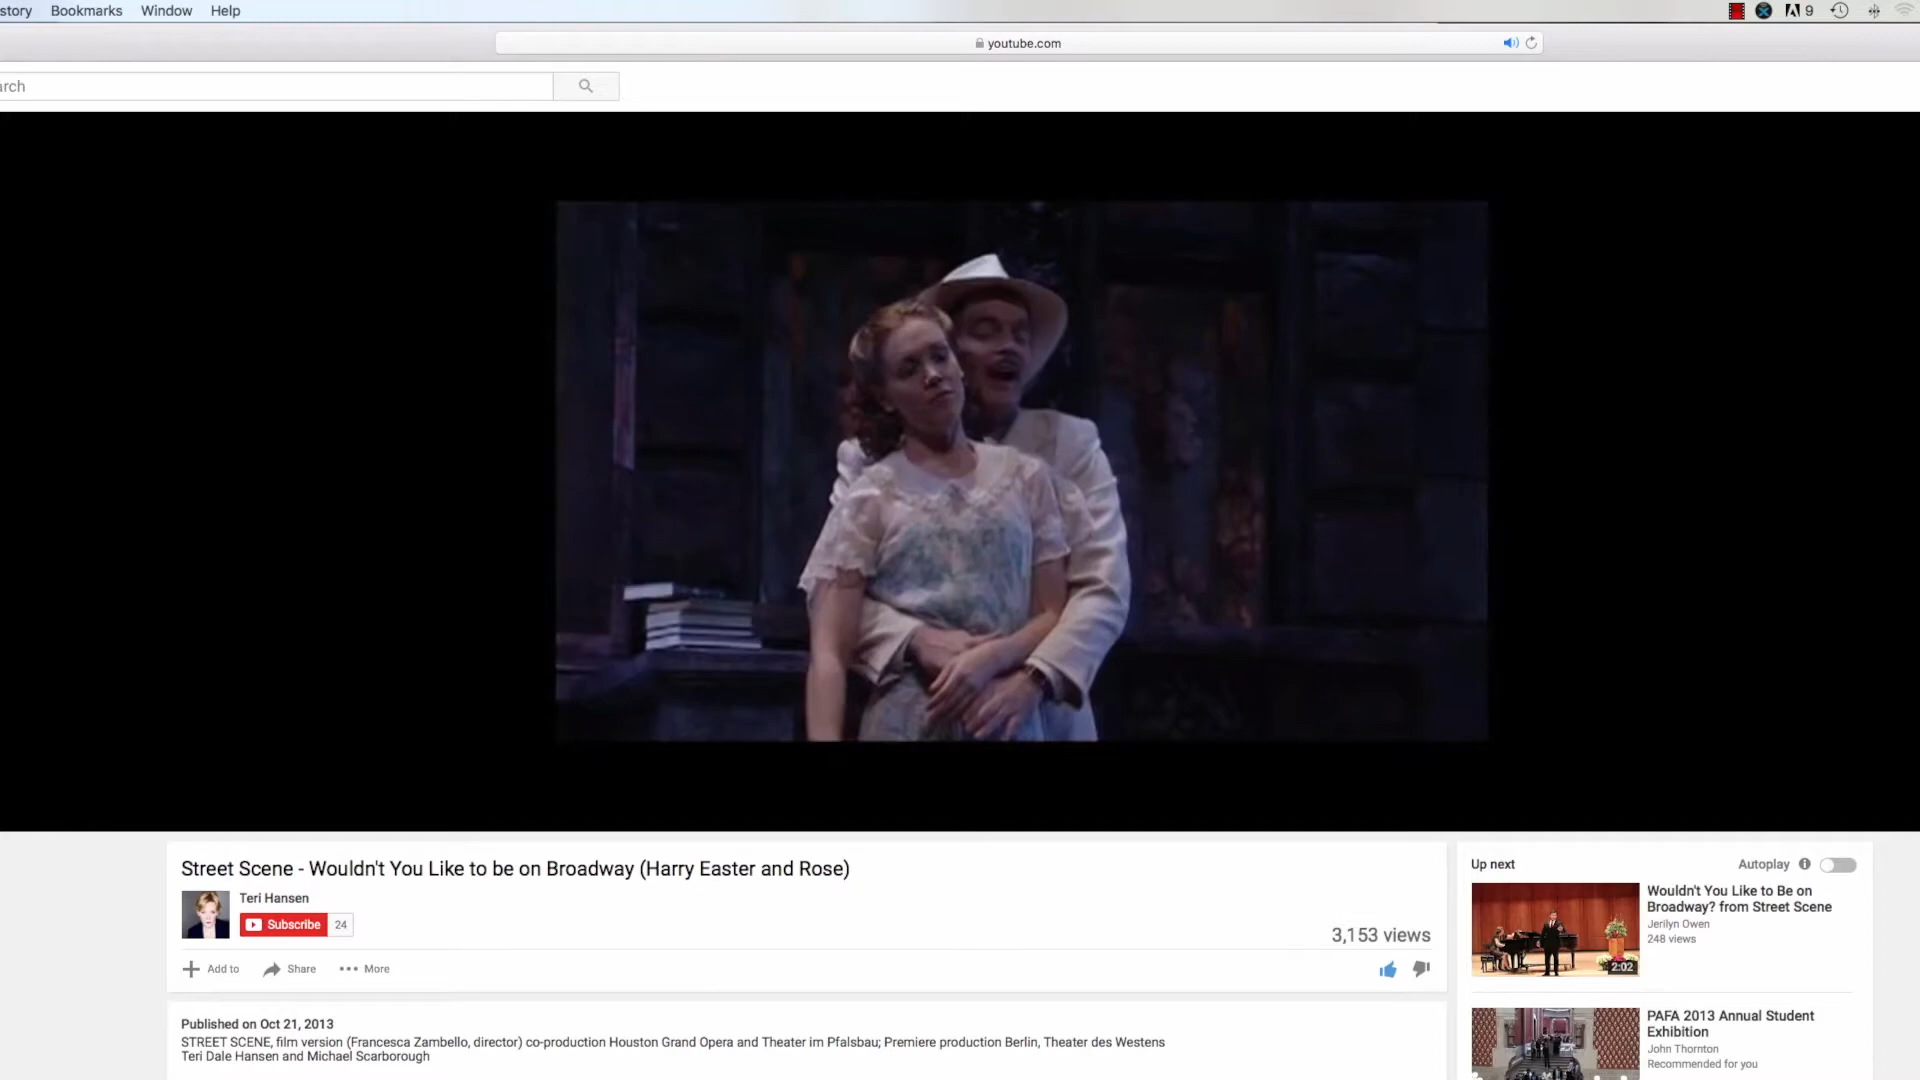 story Bookmarks Window Help
9
youtube.com
arch
Street Scene - Wouldn't You Like to be on Broadway (Harry Easter and Rose)
Teri Hansen
Subscribe 24
3,153 views
Add to Share More
Published on Oct 21, 2013
STREET SCENE, film version (Francesca Zambello, director) co-production Houston Grand Opera and Theater im Pfalsbau; Premiere production Berlin, Theater des Westens
Teri Dale Hansen and Michael Scarborough
Up next
Autoplay
2:02
Wouldn't You Like to Be on
Broadway? from Street Scene
Jerilyn Owen
248 views
PAFA 2013 Annual Student
Exhibition
John Thornton
Recommended for you